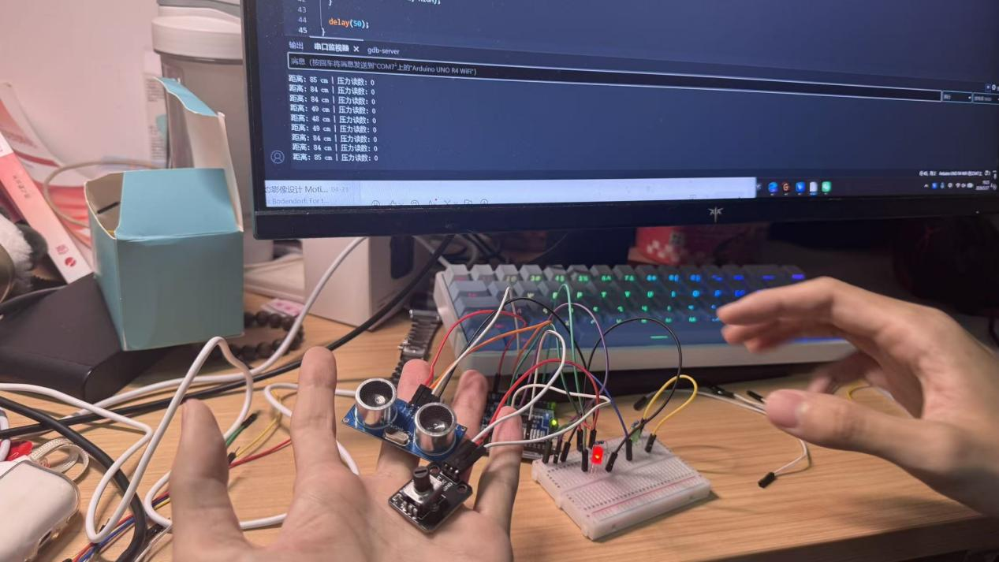 43 }
44 delay(50);
45 }
输出 串口监视器 × gdb-server
消息（按回车将消息发送到"COM7"上的"Arduino UNO R4 WiFi"）
距离: 85 cm | 压力读数: 0
距离: 84 cm | 压力读数: 0
距离: 84 cm | 压力读数: 0
距离: 49 cm | 压力读数: 0
距离: 48 cm | 压力读数: 0
距离: 49 cm | 压力读数: 0
距离: 84 cm | 压力读数: 0
距离: 84 cm | 压力读数: 0
距离: 85 cm | 压力读数: 0
态影像设计 Moti... 04-21
Bodendorf: For t...